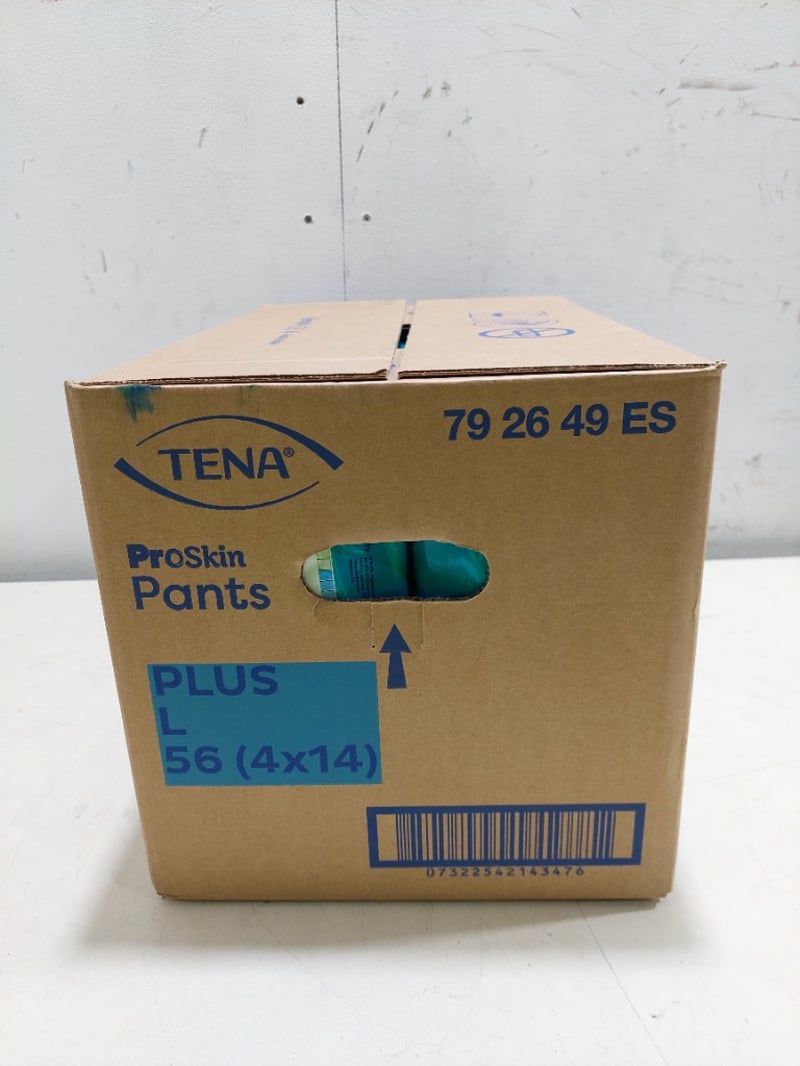 79 26 49 ES
TENA®
ProSkin
Pants
PLUS
L
56 (4x14)
07322542143476